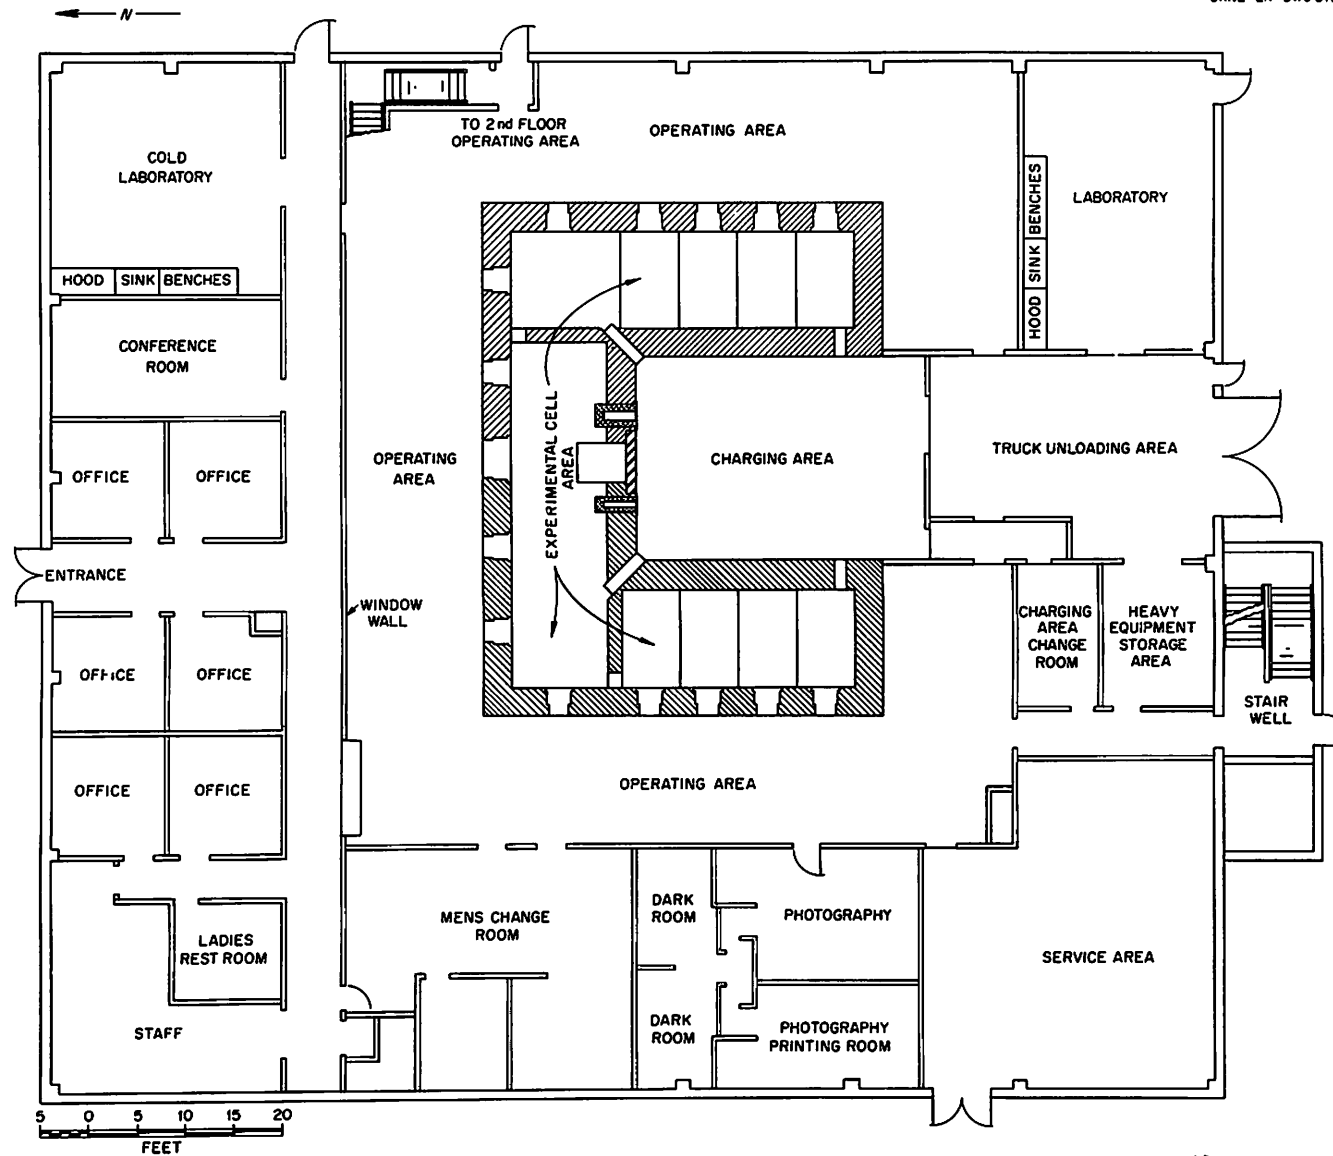 N
TO 2nd FLOOR
OPERATING AREA
OPERATING AREA
COLD
LABORATORY
LABORATORY
HOOD SINK BENCHES
HOOD SINK BENCHES
CONFERENCE
ROOM
OFFICE
OFFICE
OPERATING
AREA
EXPERIMENTAL CELL
AREA
CHARGING AREA
TRUCK UNLOADING AREA
ENTRANCE
WINDOW
WALL
CHARGING
AREA
CHANGE
ROOM
HEAVY
EQUIPMENT
STORAGE
AREA
OFFICE
OFFICE
STAIR
WELL
OFFICE
OFFICE
OPERATING AREA
LADIES
REST ROOM
MENS CHANGE
ROOM
DARK
ROOM
PHOTOGRAPHY
SERVICE AREA
STAFF
DARK
ROOM
PHOTOGRAPHY
PRINTING ROOM
5 0 5 10 15 20
FEET